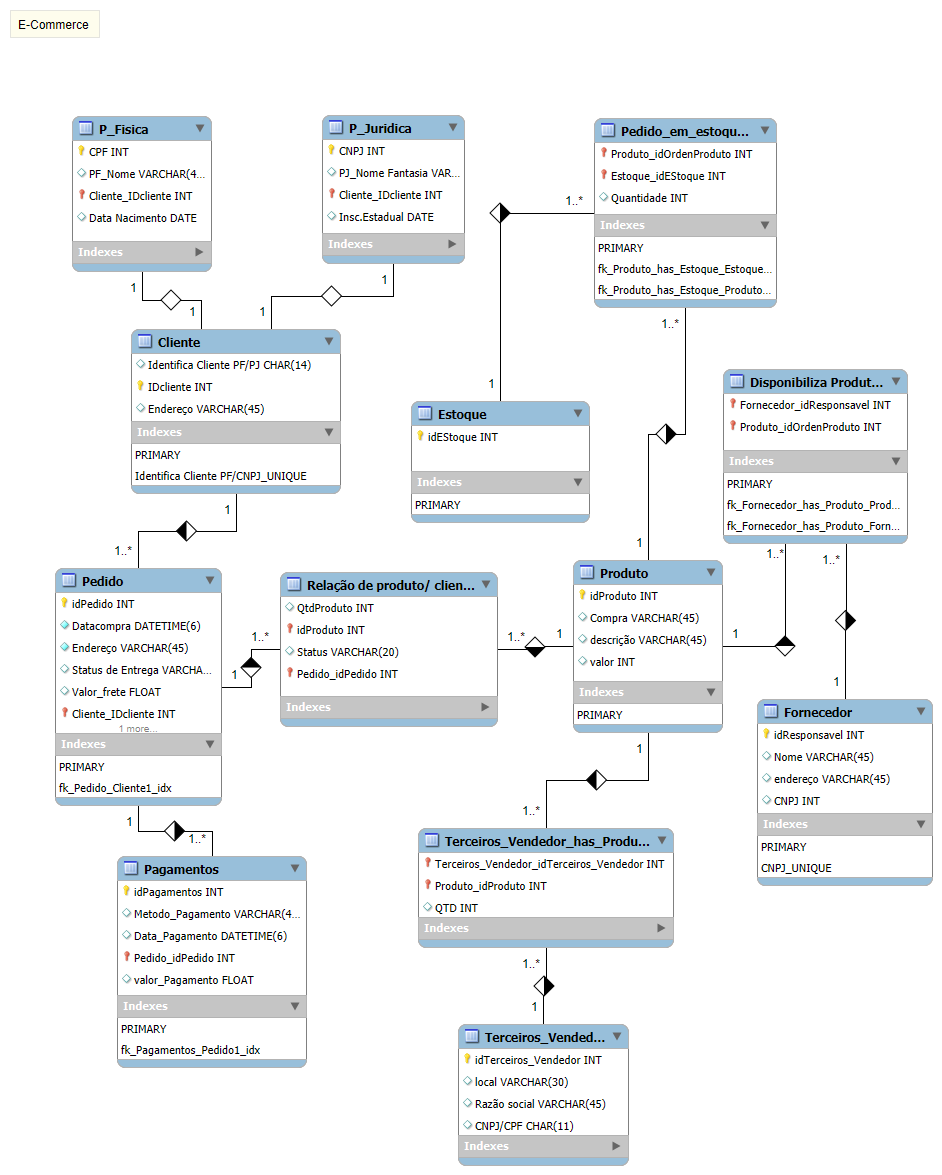 E-Commerce
P_Fisica
CPF INT
PF_Nome VARCHAR(4...
Cliente_IDcliente INT
Data Nacimento DATE
Indexes
P_Juridica
CNPJ INT
PJ_Nome Fantasia VAR...
Cliente_IDcliente INT
Insc.Estadual DATE
Indexes
Pedido_em_estoqu...
Produto_idOrdenProduto INT
Estoque_idEStoque INT
Quantidade INT
Indexes
PRIMARY
fk_Produto_has_Estoque_Estoque...
fk_Produto_has_Estoque_Produto...
1
1
1
1
1..*
1
1..*
1
Cliente
Identifica Cliente PF/PJ CHAR(14)
IDcliente INT
Endereço VARCHAR(45)
Indexes
PRIMARY
Identifica Cliente PF/CNPJ_UNIQUE
Estoque
idEStoque INT
Indexes
PRIMARY
Disponibiliza Produt...
Fornecedor_idResponsavel INT
Produto_idOrdenProduto INT
Indexes
PRIMARY
fk_Fornecedor_has_Produto_Prod...
fk_Fornecedor_has_Produto_Forn...
1
1..*
1..*
1
1..*
1
Pedido
idPedido INT
Datacompra DATETIME(6)
Endereço VARCHAR(45)
Status de Entrega VARCHA...
Valor_frete FLOAT
Cliente_IDcliente INT
1 more...
Indexes
PRIMARY
fk_Pedido_Cliente1_idx
1..*
1
Relação de produto/ clien...
QtdProduto INT
idProduto INT
Status VARCHAR(20)
Pedido_idPedido INT
Indexes
1..*
1
Produto
idProduto INT
Compra VARCHAR(45)
descrição VARCHAR(45)
valor INT
Indexes
PRIMARY
Fornecedor
idResponsavel INT
Nome VARCHAR(45)
endereço VARCHAR(45)
CNPJ INT
Indexes
PRIMARY
CNPJ_UNIQUE
1
1..*
1
1..*
Pagamentos
idPagamentos INT
Metodo_Pagamento VARCHAR(4...
Data_Pagamento DATETIME(6)
Pedido_idPedido INT
valor_Pagamento FLOAT
Indexes
PRIMARY
fk_Pagamentos_Pedido1_idx
Terceiros_Vendedor_has_Produ...
Terceiros_Vendedor_idTerceiros_Vendedor INT
Produto_idProduto INT
QTD INT
Indexes
1..*
1
Terceiros_Vended...
idTerceiros_Vendedor INT
local VARCHAR(30)
Razão social VARCHAR(45)
CNPJ/CPF CHAR(11)
Indexes